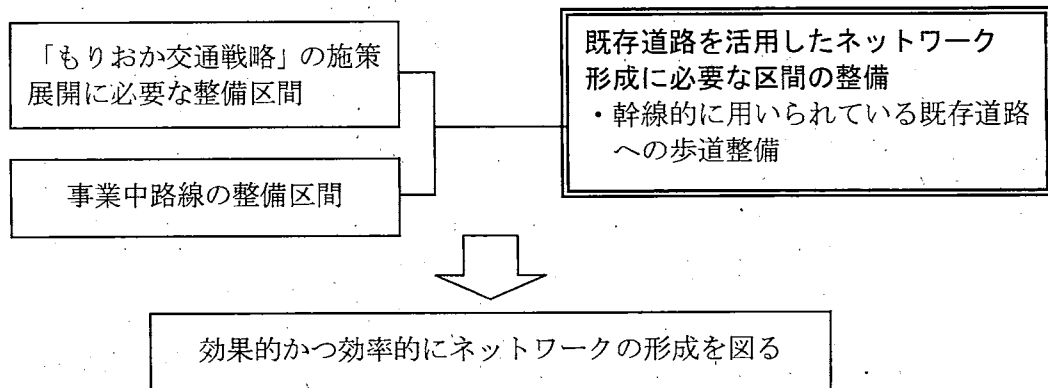 「もりおか交通戦略」の施策
展開に必要な整備区間
事業中路線の整備区間
既存道路を活用したネットワーク
形成に必要な区間の整備
・幹線的に用いられている既存道路
への歩道整備
効果的かつ効率的にネットワークの形成を図る